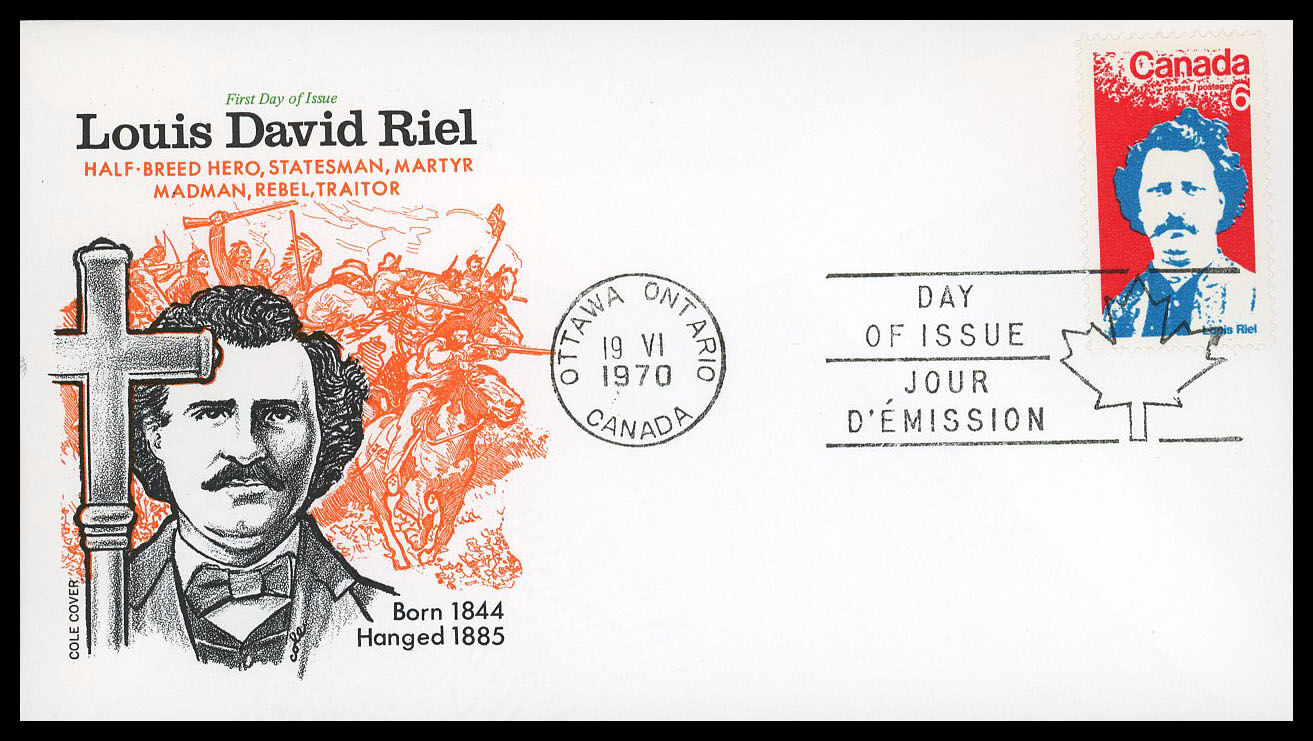 First Day of Issue
Louis David Riel
HALF-BREED HERO, STATESMAN, MARTYR
MADMAN, REBEL, TRAITOR
Born 1844
Hanged 1885
COLE COVER
cole
OTTAWA ONTARIO
19 VI
1970
CANADA
DAY
OF ISSUE
JOUR
D'ÉMISSION
Canada
postes / postage
6
Louis Riel